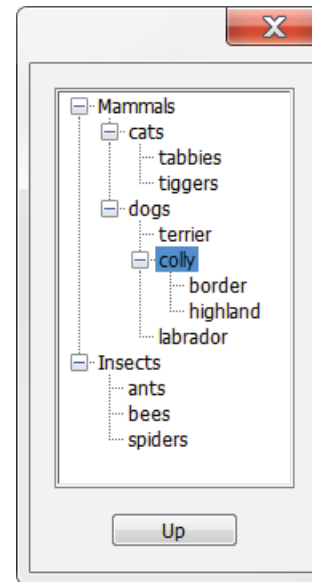 Mammals
cats
tabbies
tiggers
dogs
terrier
colly
border
highland
labrador
Insects
ants
bees
spiders
Up